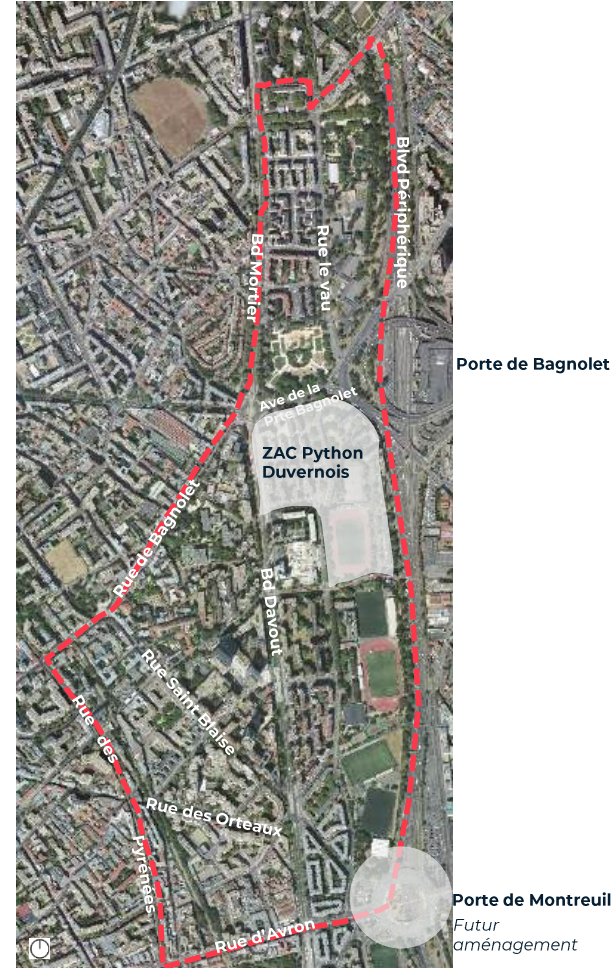 Blvd Périphérique
Rue le vau
Bd Mortier
Porte de Bagnolet
Ave de la
Prte Bagnolet
ZAC Python
Duvernois
Rue de Bagnolet
Bd Davout
Rue Saint Blaise
Rue des
Pyrénées
Rue des Orteaux
Porte de Montreuil
Futur
aménagement
Rue d'Avron